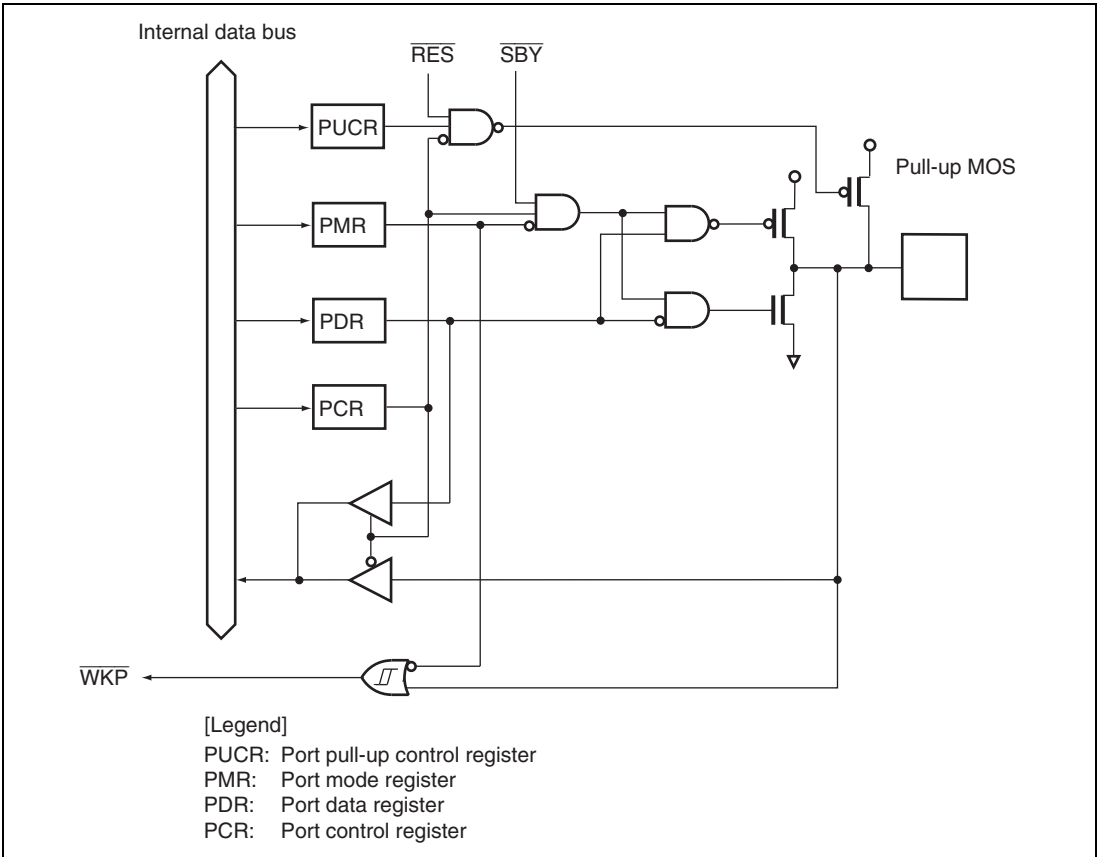 Internal data bus
RES
SBY
PUCR
Pull-up MOS
PMR
PDR
PCR
WKP
[Legend]
PUCR: Port pull-up control register
PMR: Port mode register
PDR: Port data register
PCR: Port control register